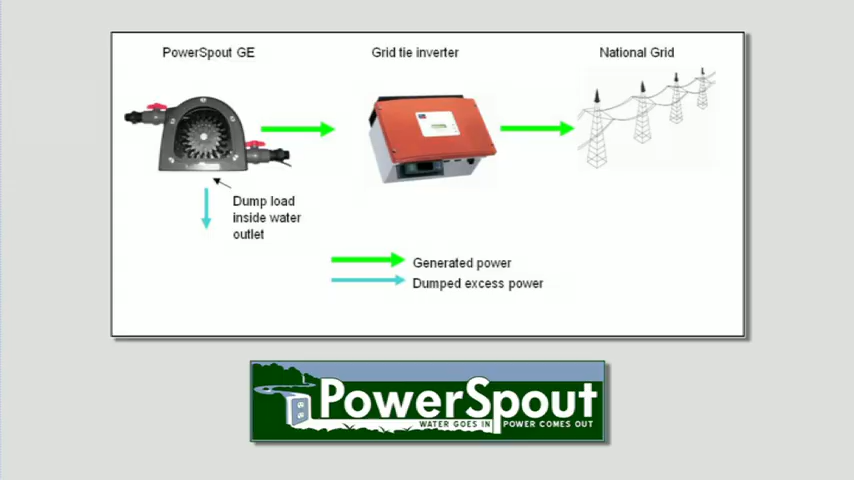 PowerSpout GE
Grid tie inverter
National Grid
Dump load
inside water
outlet
Generated power
Dumped excess power
PowerSpout
WATER GOES IN POWER COMES OUT